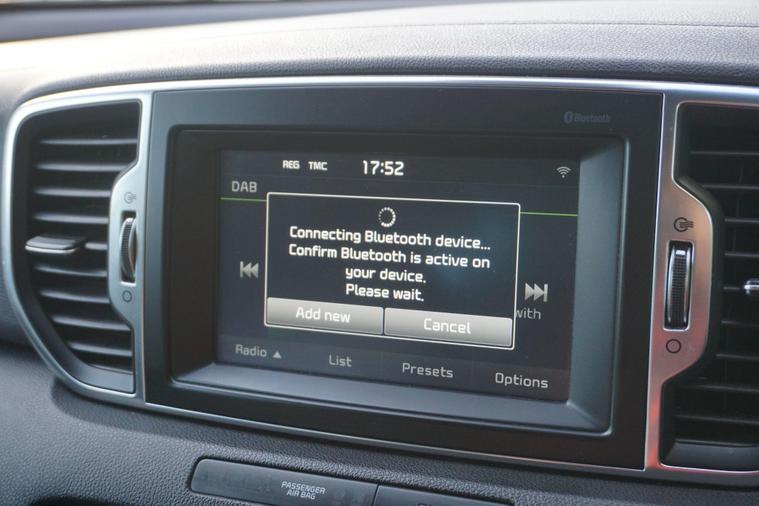 Bluetooth
REG TMC 17:52
DAB
Connecting Bluetooth device...
Confirm Bluetooth is active on
your device.
Please wait.
with
Add new Cancel
Radio ▲ List Presets Options
PASSENGER
AIR BAG